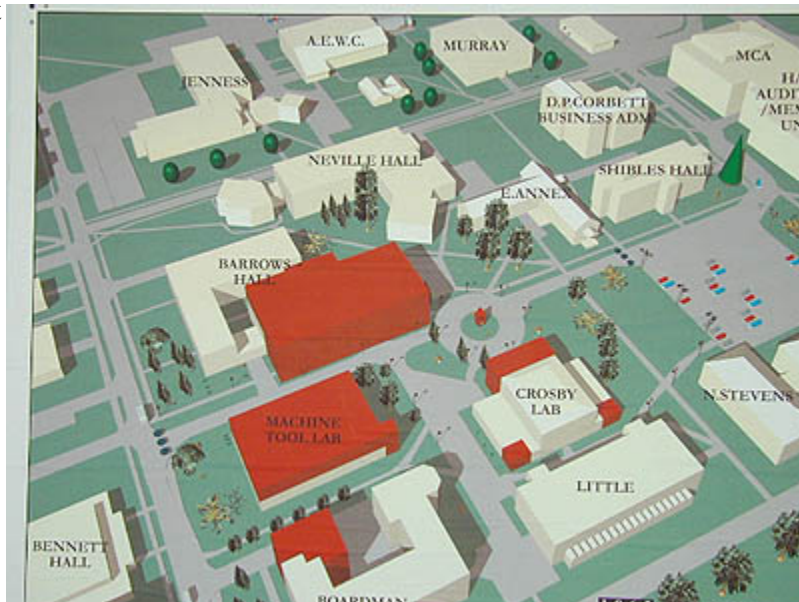 A.E.W.C.
MURRAY
MCA
JENNESS
D.P.CORBETT
BUSINESS ADM.
NEVILLE HALL
SHIBLES HALL
E.ANNEX
BARROWS
HALL
CROSBY
LAB
N.STEVENS
MACHINE
TOOL LAB
LITTLE
BENNETT
HALL
BOARDMAN